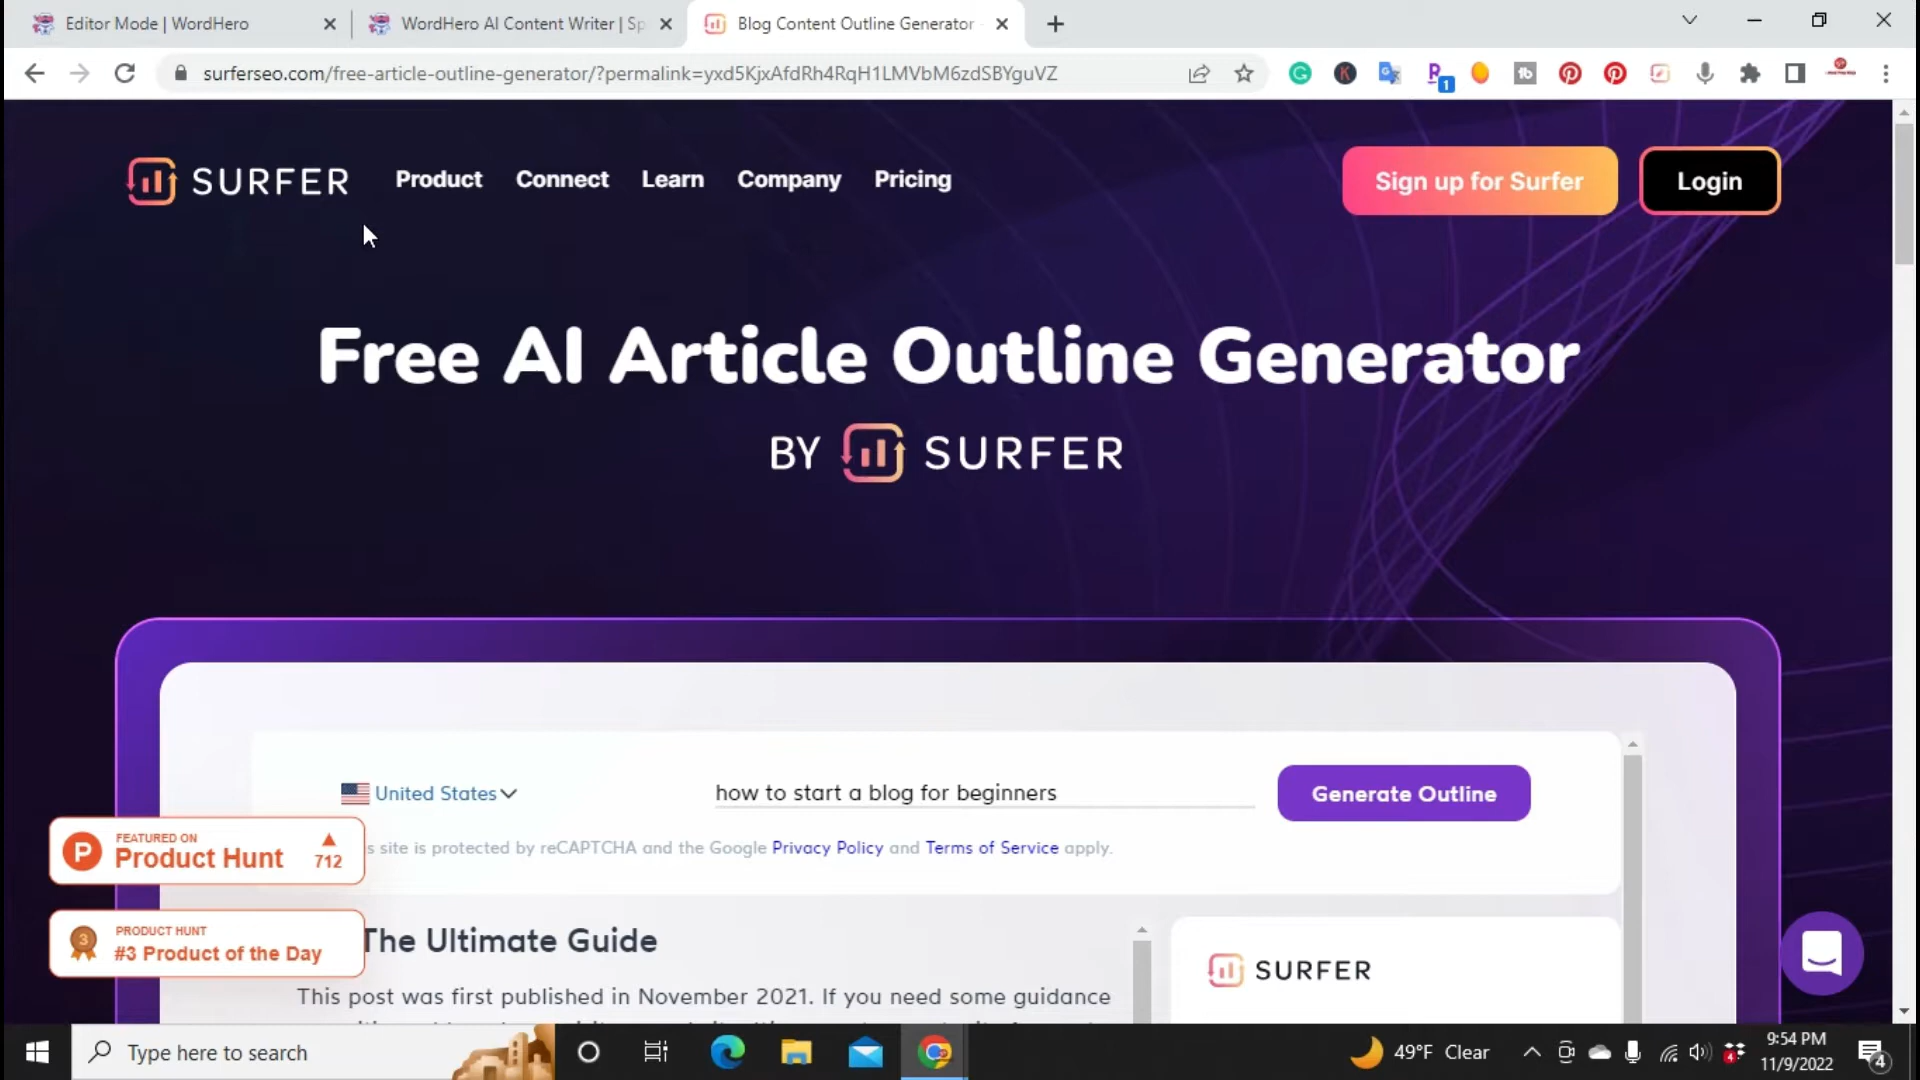 Editor Mode | WordHero
WordHero AI Content Writer | Sp
Blog Content Outline Generator
surferseo.com/free-article-outline-generator/?permalink=yxd5KjxAfdRh4RqH1LMVbM6zdSBYguVZ
1
SURFER
Product
Connect
Learn
Company
Pricing
Sign up for Surfer
Login
Free AI Article Outline Generator
BY SURFER
United States
how to start a blog for beginners
Generate Outline
s site is protected by reCAPTCHA and the Google Privacy Policy and Terms of Service apply.
P
FEATURED ON
Product Hunt
712
3
PRODUCT HUNT
#3 Product of the Day
The Ultimate Guide
This post was first published in November 2021. If you need some guidance
SURFER
Type here to search
49°F Clear
4
9:54 PM
11/9/2022
4